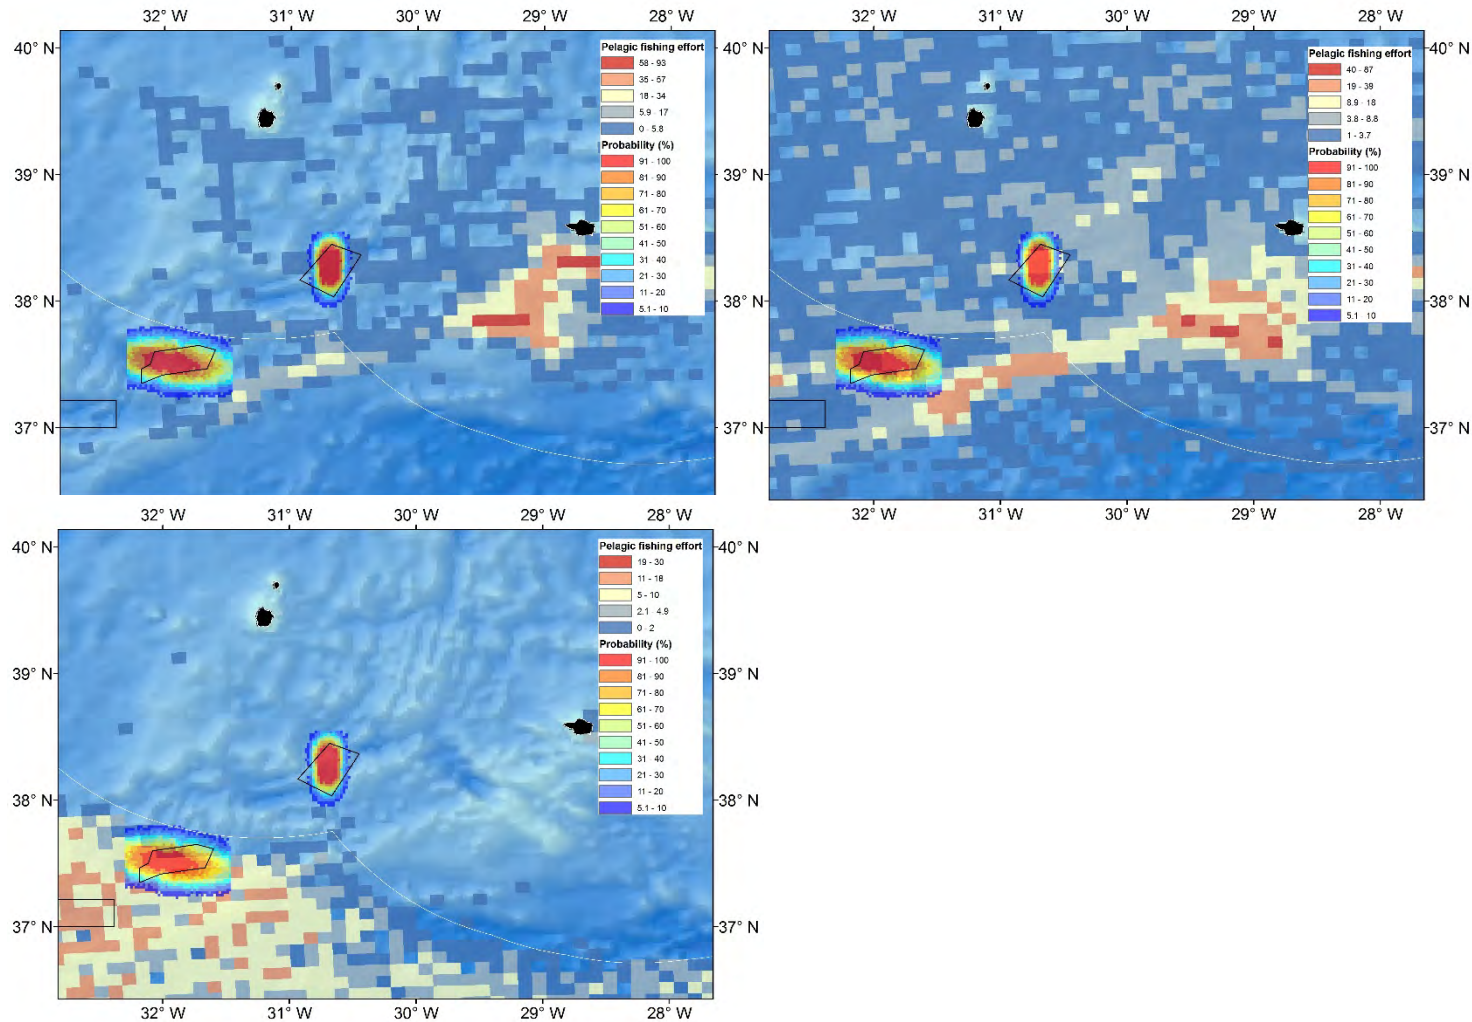 32° W 31° W 30° W 29° W 28° W
40° N
39° N
38° N
37° N
Pelagic fishing effort
58 - 93
35 - 57
18 - 34
5.9 - 17
0 - 5.8
Probability (%)
91 - 100
81 - 90
71 - 80
61 - 70
51 - 60
41 - 50
31 - 40
21 - 30
11 - 20
5.1 - 10
32° W 31° W 30° W 29° W 28° W
40° N
39° N
38° N
37° N
Pelagic fishing effort
40 - 87
19 - 39
8.9 - 18
3.8 - 8.8
1 - 3.7
Probability (%)
91 - 100
81 - 90
71 - 80
61 - 70
51 - 60
41 - 50
31 - 40
21 - 30
11 - 20
5.1 - 10
32° W 31° W 30° W 29° W 28° W
32° W 31° W 30° W 29° W 28° W
40° N 40° N
39° N 39° N
38° N 38° N
37° N 37° N
Pelagic fishing effort
19 - 30
11 - 18
5 - 10
2.1 - 4.9
0 - 2
Probability (%)
91 - 100
81 - 90
71 - 80
61 - 70
51 - 60
41 - 50
31 - 40
21 - 30
11 - 20
5.1 - 10
32° W 31° W 30° W 29° W 28° W